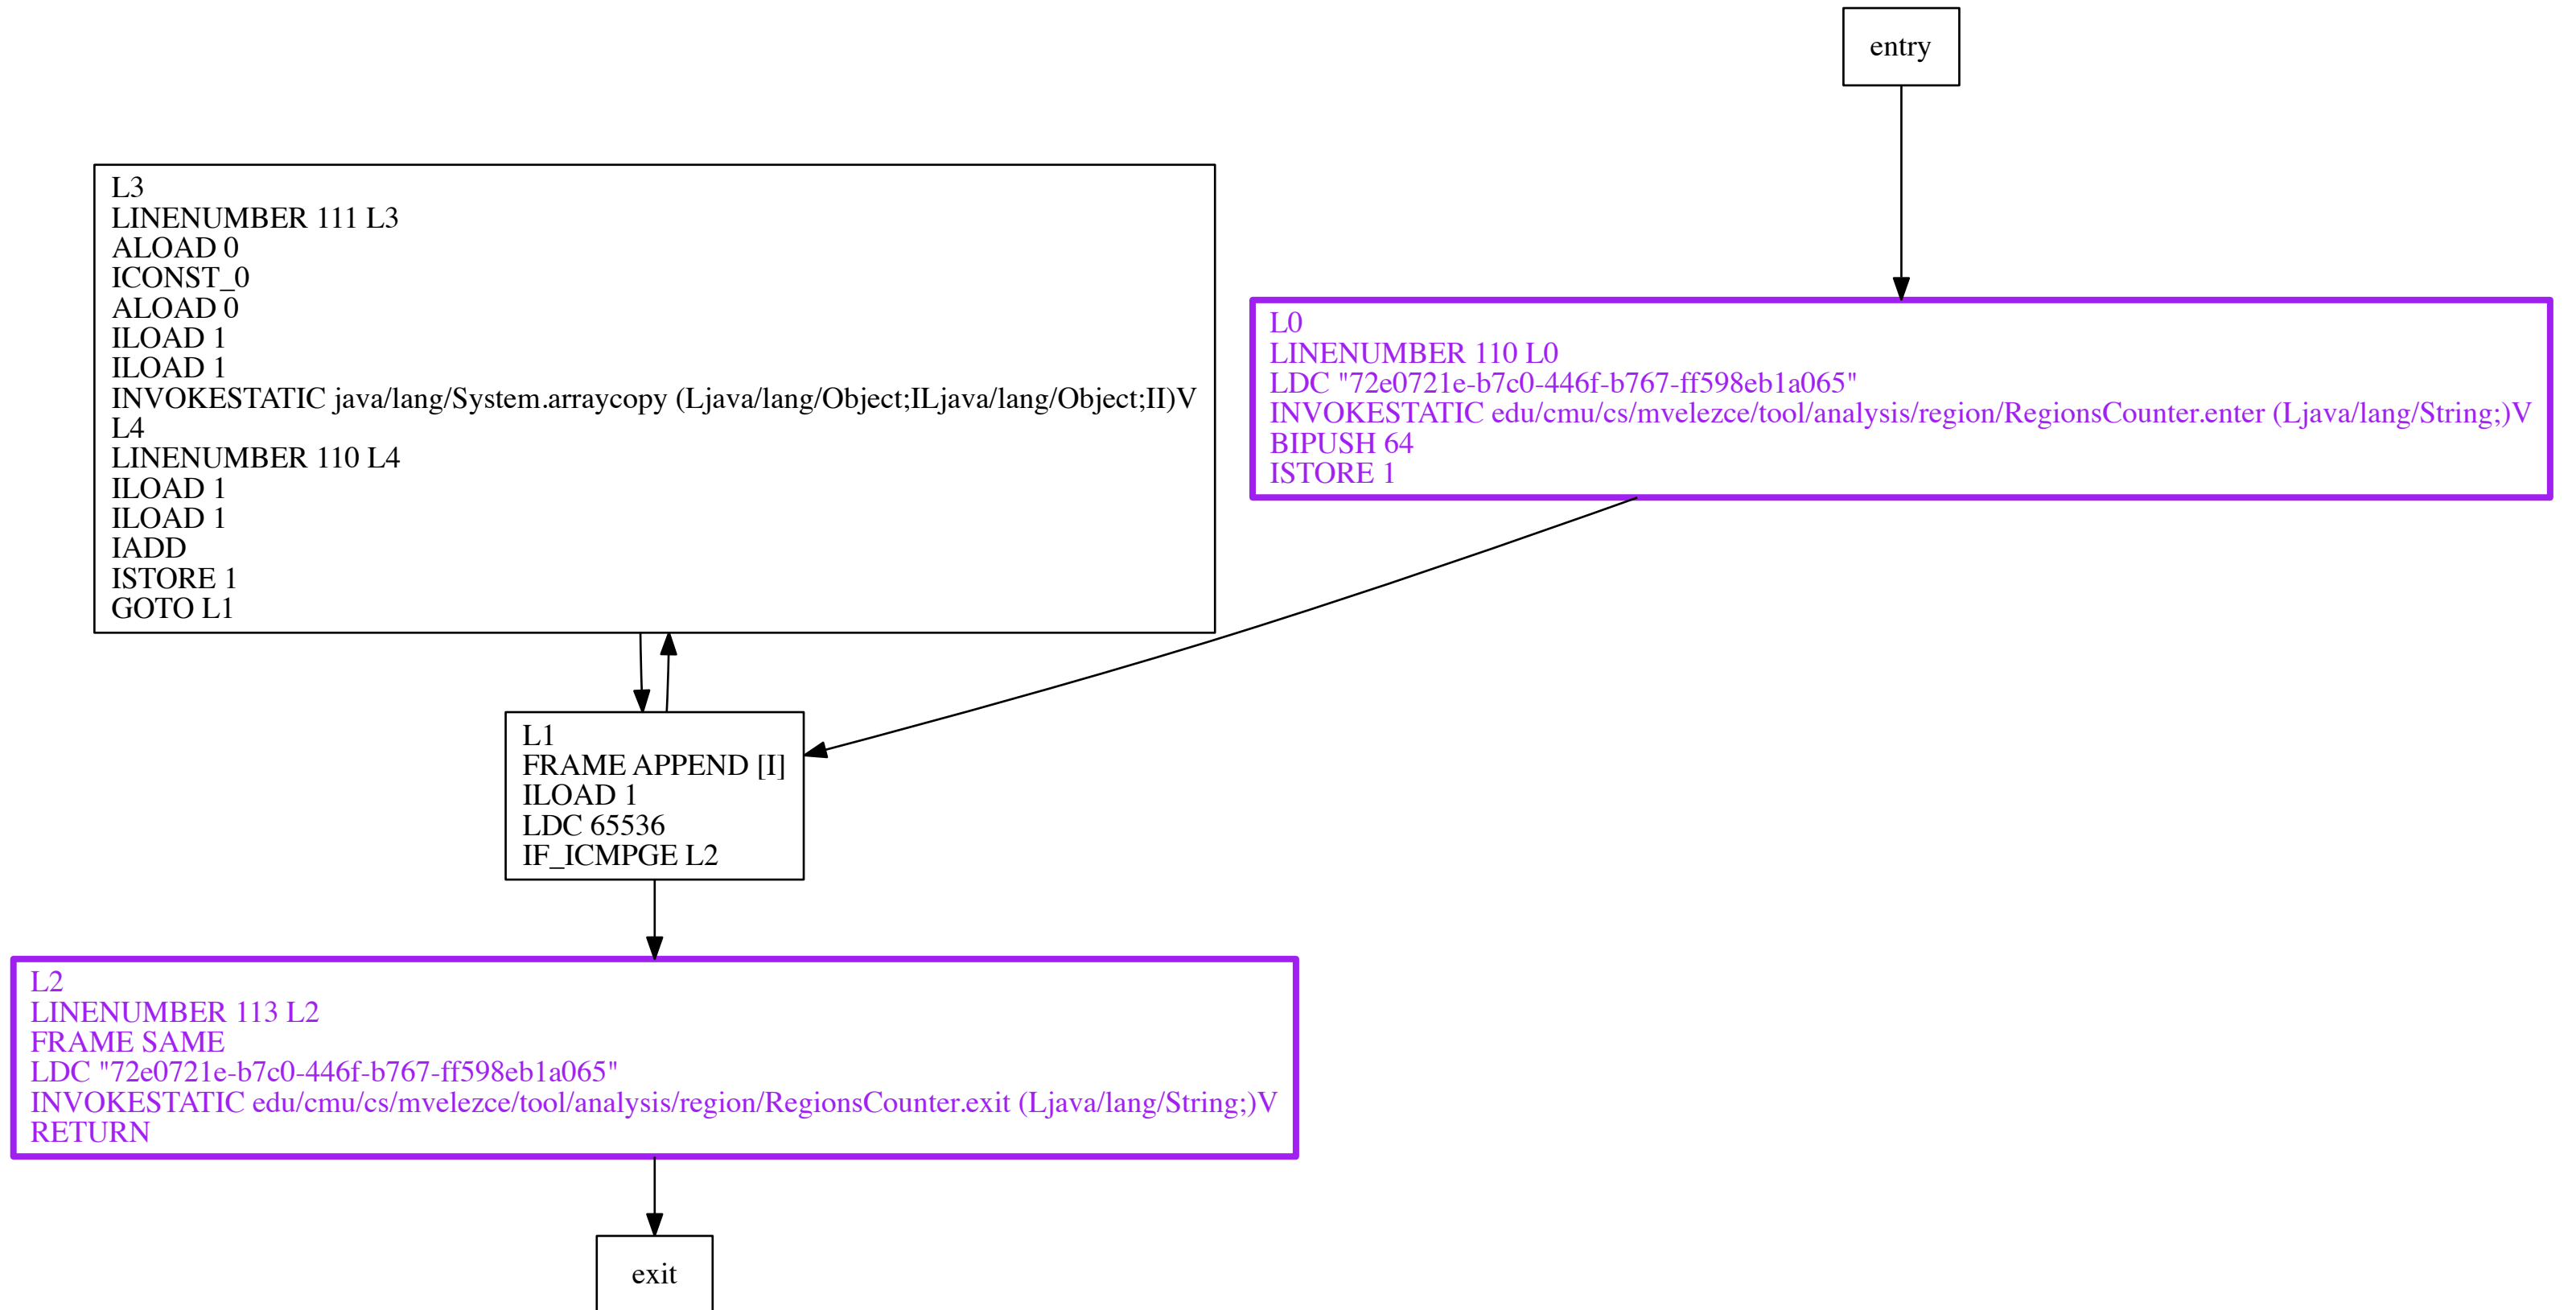 entry
L3
LINENUMBER 111 L3
ALOAD 0
ICONST_0
ALOAD 0
ILOAD 1
ILOAD 1
INVOKESTATIC java/lang/System.arraycopy (Ljava/lang/Object;ILjava/lang/Object;II)V
L4
LINENUMBER 110 L4
ILOAD 1
ILOAD 1
IADD
ISTORE 1
GOTO L1
L0
LINENUMBER 110 L0
LDC "72e0721e-b7c0-446f-b767-ff598eb1a065"
INVOKESTATIC edu/cmu/cs/mvelezce/tool/analysis/region/RegionsCounter.enter (Ljava/lang/String;)V
BIPUSH 64
ISTORE 1
L1
FRAME APPEND [I]
ILOAD 1
LDC 65536
IF_ICMPGE L2
L2
LINENUMBER 113 L2
FRAME SAME
LDC "72e0721e-b7c0-446f-b767-ff598eb1a065"
INVOKESTATIC edu/cmu/cs/mvelezce/tool/analysis/region/RegionsCounter.exit (Ljava/lang/String;)V
RETURN
exit